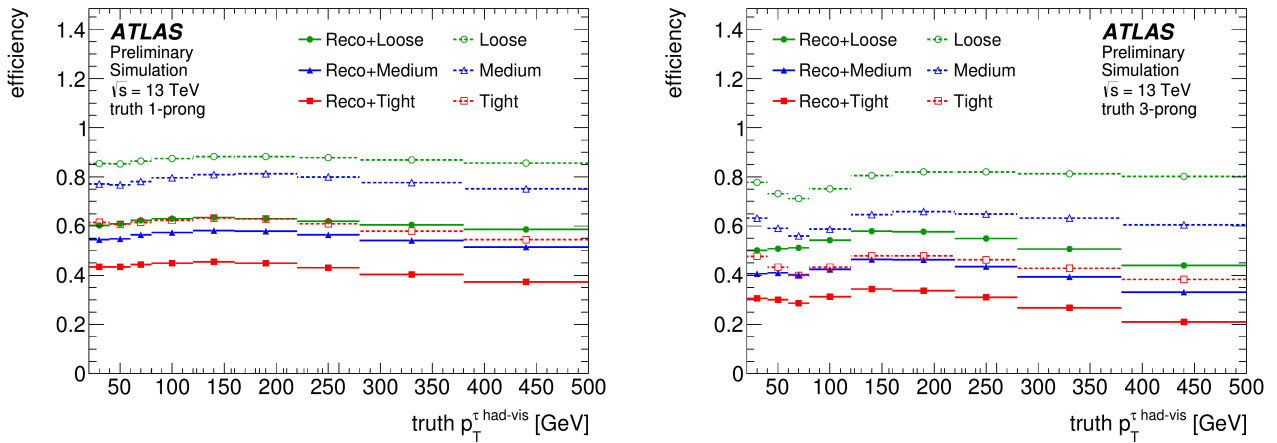 efficiency
1.4
1.2
1
0.8
0.6
0.4
0.2
0
ATLAS
Preliminary
Simulation
√s = 13 TeV
truth 1-prong
Reco+Loose
Loose
Reco+Medium
Medium
Reco+Tight
Tight
50 100 150 200 250 300 350 400 450 500
truth p_T^{τ had-vis} [GeV]
efficiency
1.4
1.2
1
0.8
0.6
0.4
0.2
0
Reco+Loose
Loose
Reco+Medium
Medium
Reco+Tight
Tight
ATLAS
Preliminary
Simulation
√s = 13 TeV
truth 3-prong
50 100 150 200 250 300 350 400 450 500
truth p_T^{τ had-vis} [GeV]